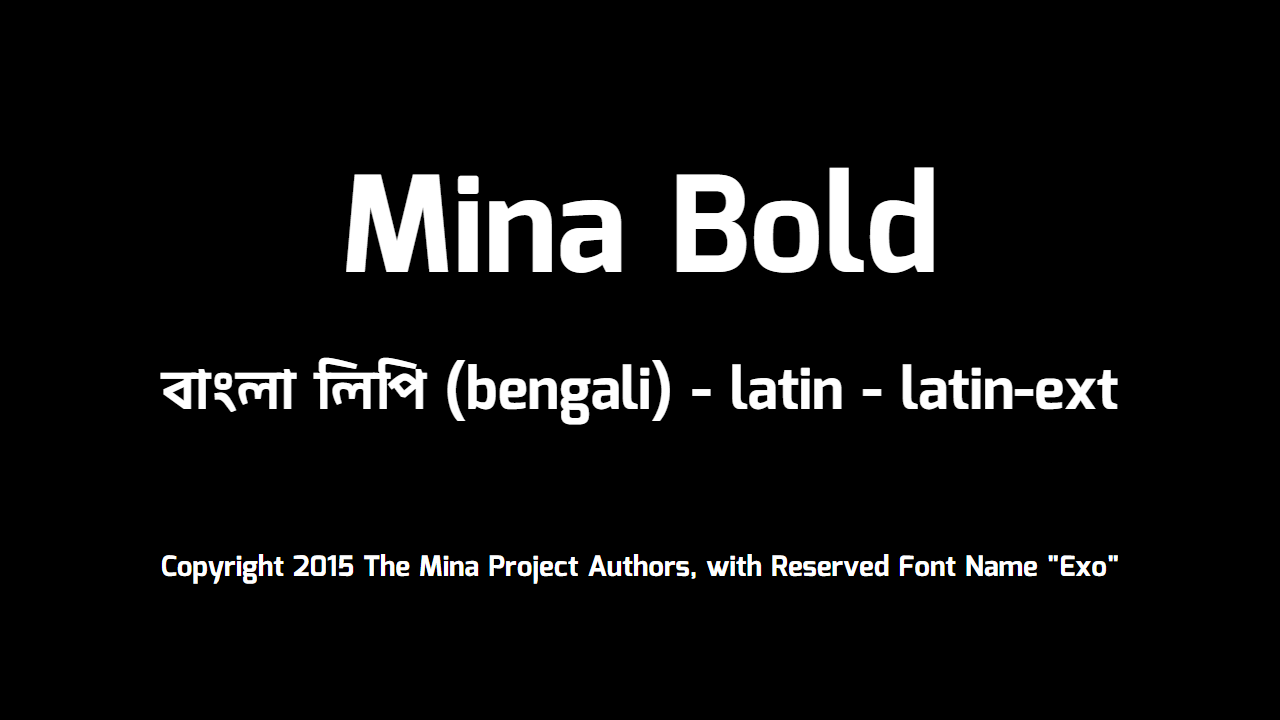 Mina Bold
বাংলা লিপি (bengali) - latin - latin-ext
Copyright 2015 The Mina Project Authors, with Reserved Font Name "Exo"